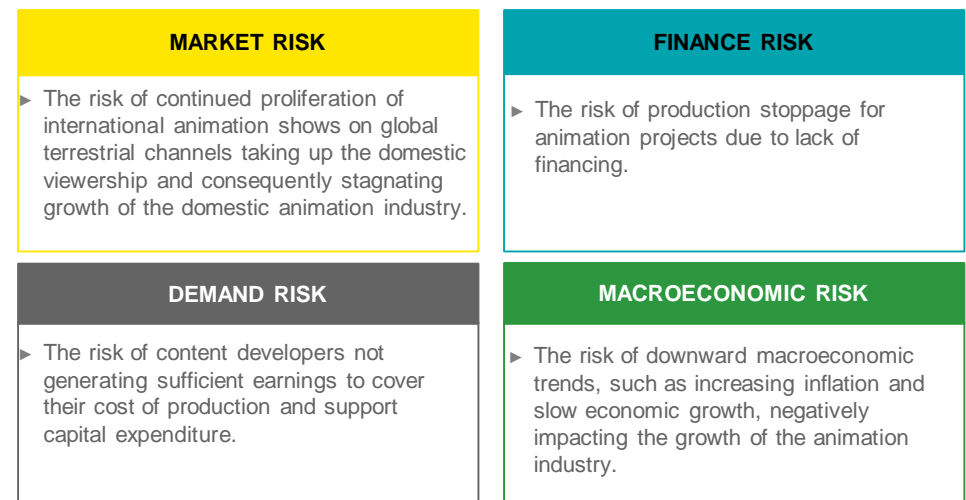 MARKET RISK
► The risk of continued proliferation of
international animation shows on global
terrestrial channels taking up the domestic
viewership and consequently stagnating
growth of the domestic animation industry.
FINANCE RISK
► The risk of production stoppage for
animation projects due to lack of
financing.
DEMAND RISK
► The risk of content developers not
generating sufficient earnings to cover
their cost of production and support
capital expenditure.
MACROECONOMIC RISK
► The risk of downward macroeconomic
trends, such as increasing inflation and
slow economic growth, negatively
impacting the growth of the animation
industry.